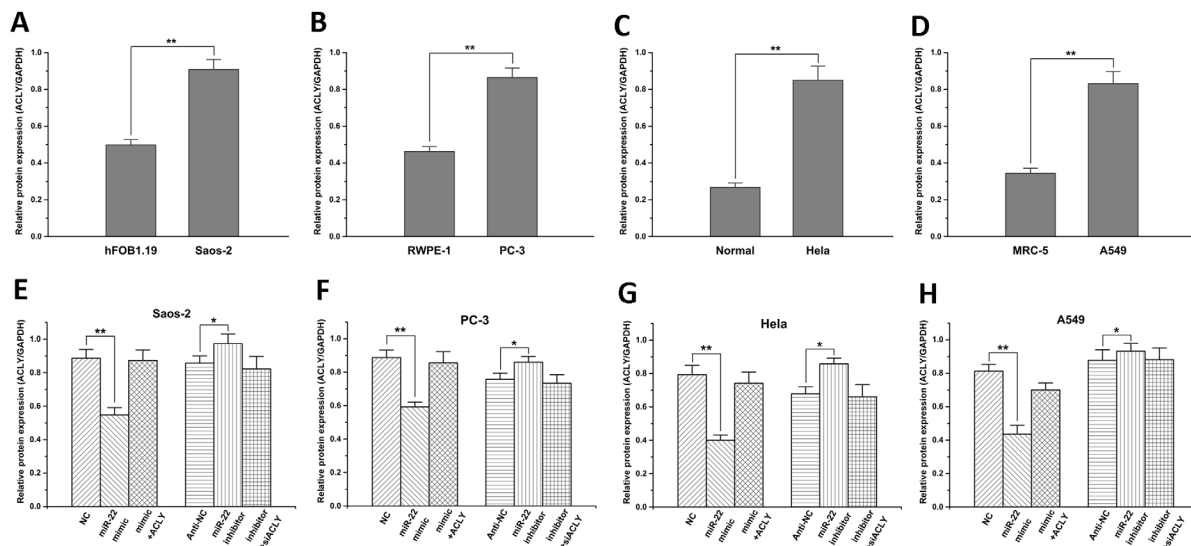 A
Relative protein expression (ACLY/GAPDH)
1.0
0.8
0.6
0.4
0.2
0.0
**
hFOB1.19
Saos-2
B
Relative protein expression (ACLY/GAPDH)
1.0
0.8
0.6
0.4
0.2
0.0
**
RWPE-1
PC-3
C
Relative protein expression (ACLY/GAPDH)
1.0
0.8
0.6
0.4
0.2
0.0
**
Normal
Hela
D
Relative protein expression (ACLY/GAPDH)
1.0
0.8
0.6
0.4
0.2
0.0
**
MRC-5
A549
E
Saos-2
Relative protein expression (ACLY/GAPDH)
1.0
0.8
0.6
0.4
0.2
0.0
**
*
NC
miR-22
mimic
mimic
+ACLY
Anti-NC
miR-22
inhibitor
inhibitor
+siACLY
F
PC-3
Relative protein expression (ACLY/GAPDH)
1.0
0.8
0.6
0.4
0.2
0.0
**
*
NC
miR-22
mimic
mimic
+ACLY
Anti-NC
miR-22
inhibitor
inhibitor
+siACLY
G
Hela
Relative protein expression (ACLY/GAPDH)
1.0
0.8
0.6
0.4
0.2
0.0
**
*
NC
miR-22
mimic
mimic
+ACLY
Anti-NC
miR-22
inhibitor
inhibitor
+siACLY
H
A549
Relative protein expression (ACLY/GAPDH)
1.0
0.8
0.6
0.4
0.2
0.0
**
*
NC
miR-22
mimic
mimic
+ACLY
Anti-NC
miR-22
inhibitor
inhibitor
+siACLY